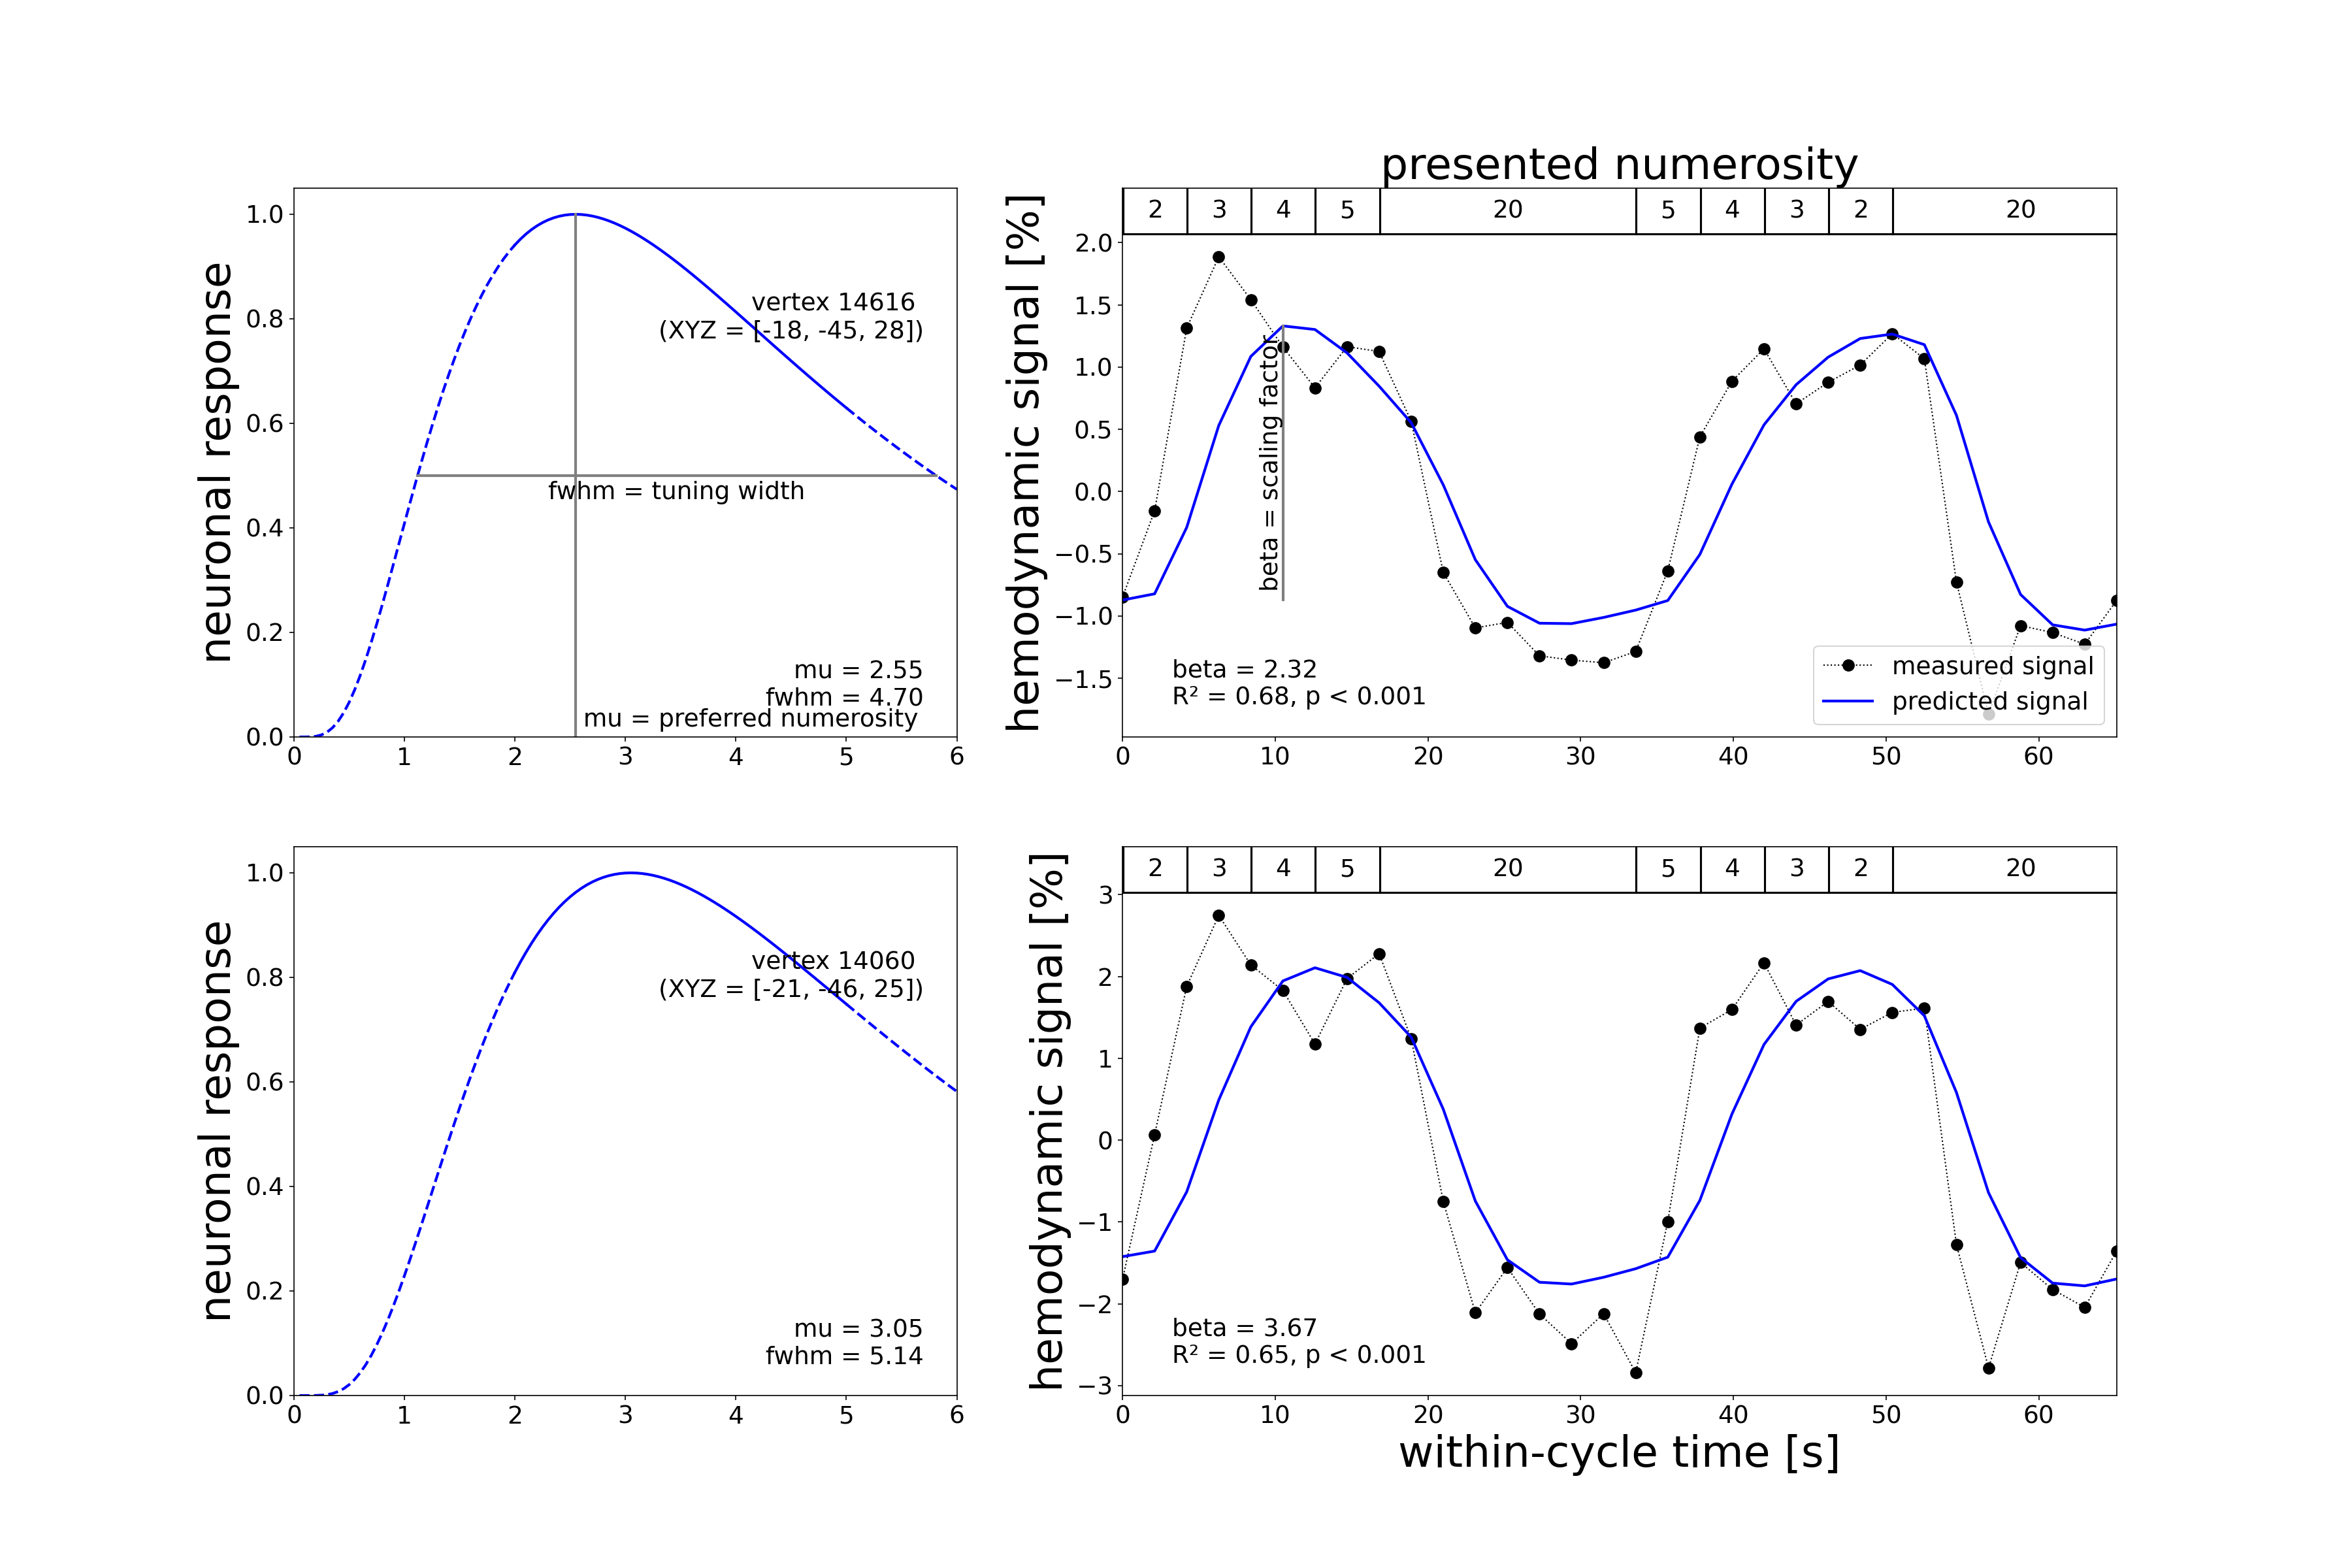 presented numerosity
neuronal response
1.0
0.8
0.6
0.4
0.2
0.0
0 1 2 3 4 5 6
vertex 14616
(XYZ = [-18, -45, 28])
fwhm = tuning width
mu = 2.55
fwhm = 4.70
mu = preferred numerosity
hemodynamic signal [%]
2 3 4 5 20 5 4 3 2 20
2.0
1.5
1.0
0.5
0.0
−0.5
−1.0
−1.5
beta = scaling factor
beta = 2.32
R² = 0.68, p < 0.001
measured signal
predicted signal
0 10 20 30 40 50 60
neuronal response
1.0
0.8
0.6
0.4
0.2
0.0
0 1 2 3 4 5 6
vertex 14060
(XYZ = [-21, -46, 25])
mu = 3.05
fwhm = 5.14
hemodynamic signal [%]
2 3 4 5 20 5 4 3 2 20
3
2
1
0
−1
−2
−3
beta = 3.67
R² = 0.65, p < 0.001
0 10 20 30 40 50 60
within-cycle time [s]